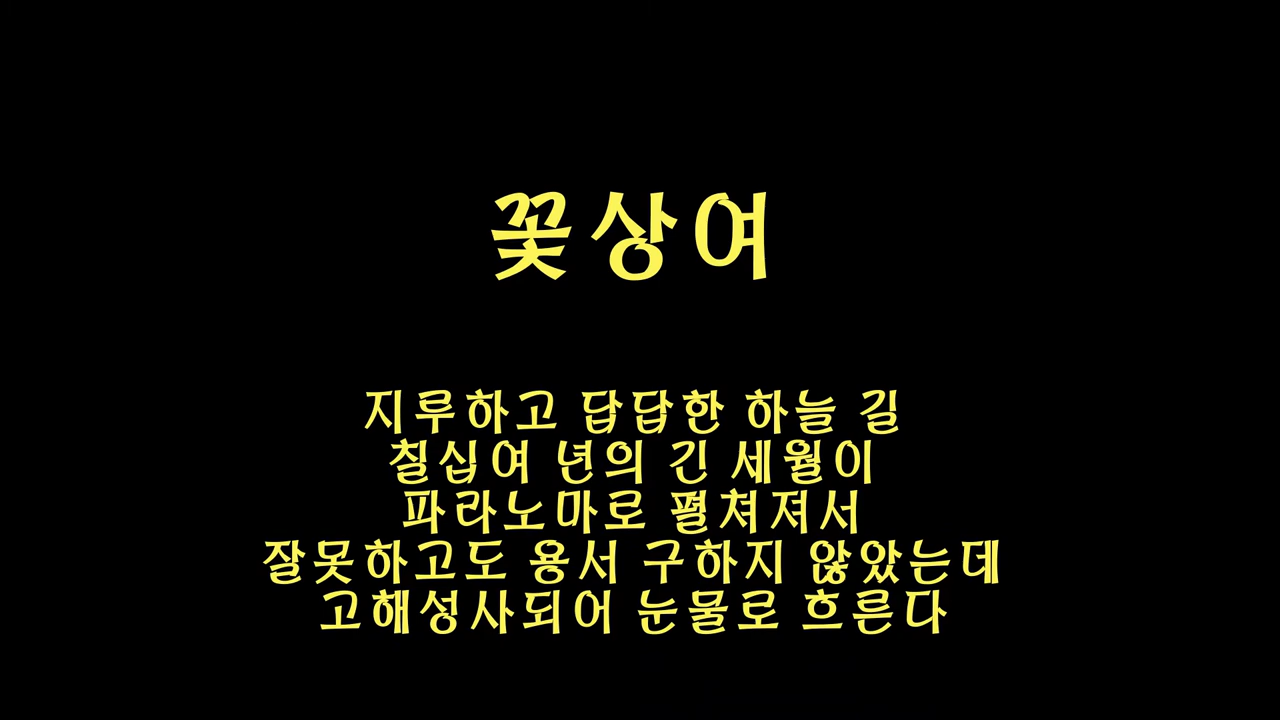 꽃상여
지루하고 답답한 하늘 길
칠십여 년의 긴 세월이
파라노마로 펼쳐져서
잘못하고도 용서 구하지 않았는데
고해성사되어 눈물로 흐른다